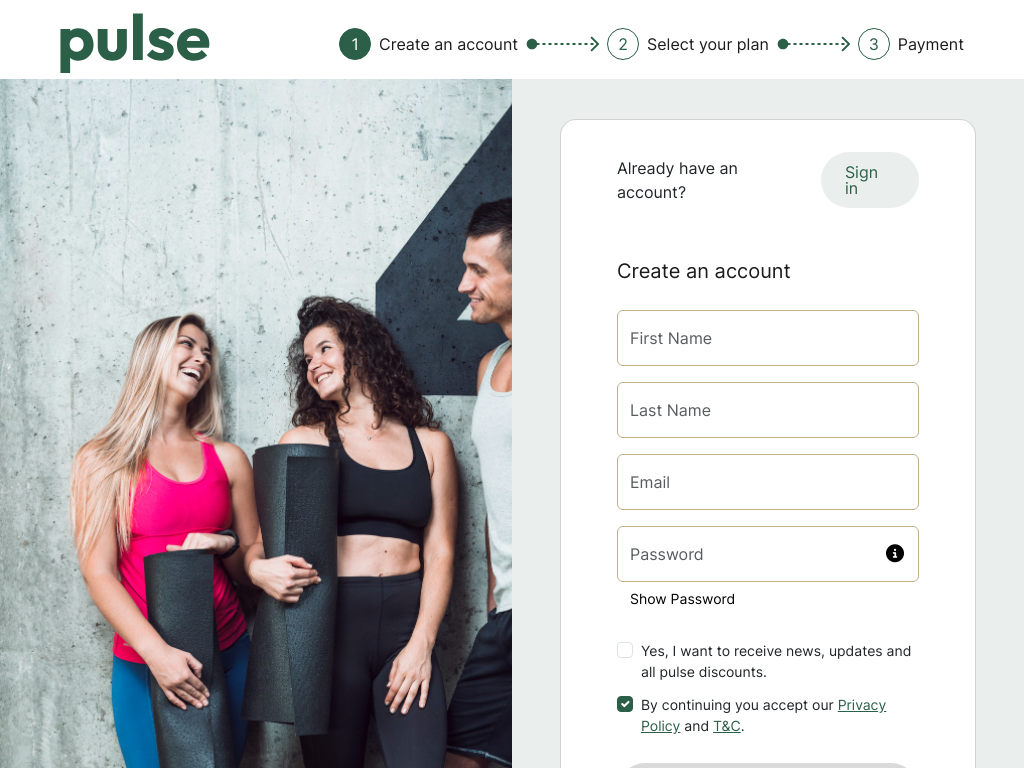 pulse
1 Create an account 2 Select your plan 3 Payment
Already have an
account?
Sign
in
Create an account
First Name
Last Name
Email
Password
Show Password
Yes, I want to receive news, updates and
all pulse discounts.
By continuing you accept our Privacy
Policy and T&C.